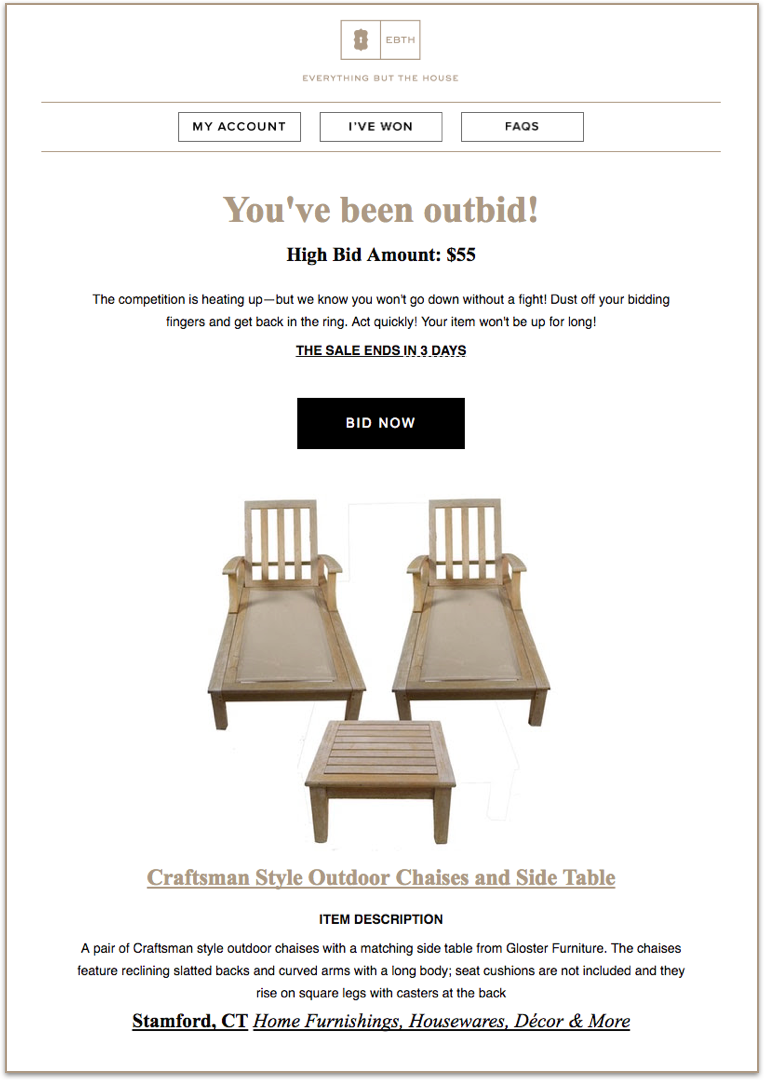 EBTH
EVERYTHING BUT THE HOUSE
MY ACCOUNT
I'VE WON
FAQS
You've been outbid!
High Bid Amount: $55
The competition is heating up—but we know you won't go down without a fight! Dust off your bidding
fingers and get back in the ring. Act quickly! Your item won't be up for long!
THE SALE ENDS IN 3 DAYS
BID NOW
Craftsman Style Outdoor Chaises and Side Table
ITEM DESCRIPTION
A pair of Craftsman style outdoor chaises with a matching side table from Gloster Furniture. The chaises
feature reclining slatted backs and curved arms with a long body; seat cushions are not included and they
rise on square legs with casters at the back
Stamford, CT Home Furnishings, Housewares, Décor & More